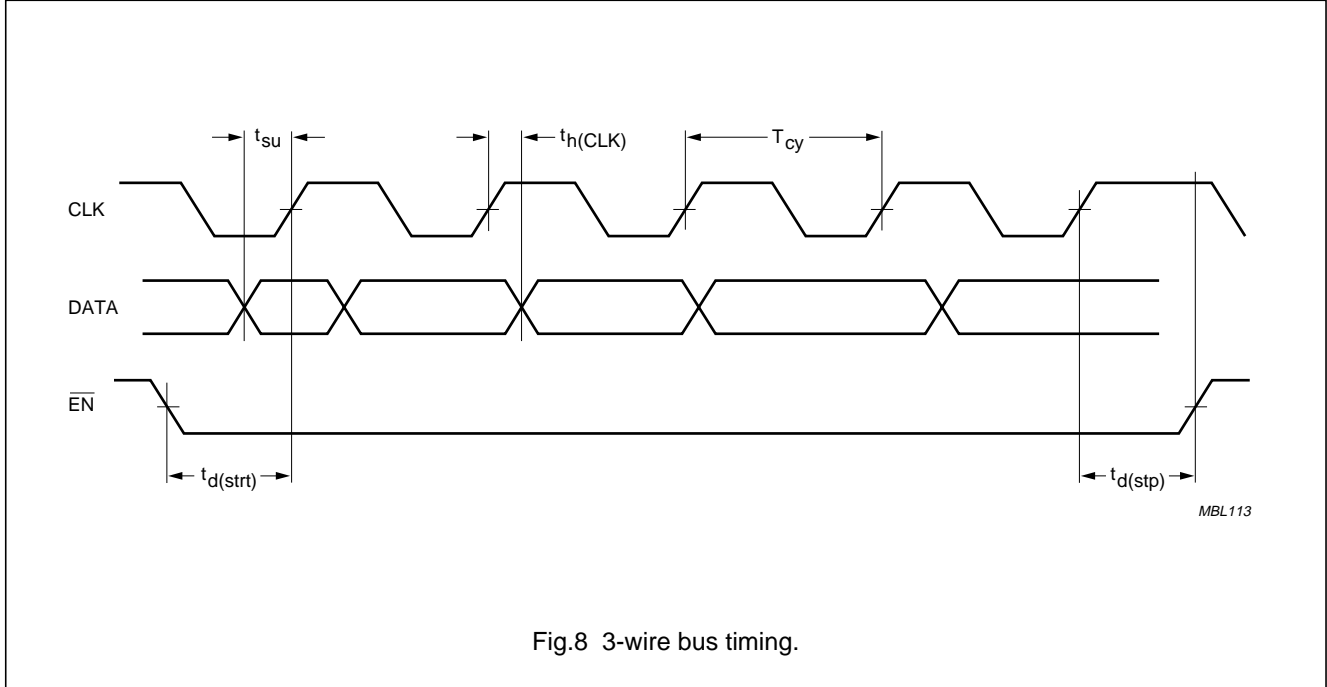 tsu th(CLK) Tcy
CLK
DATA
EN
td(strt) td(stp)
MBL113
Fig.8 3-wire bus timing.